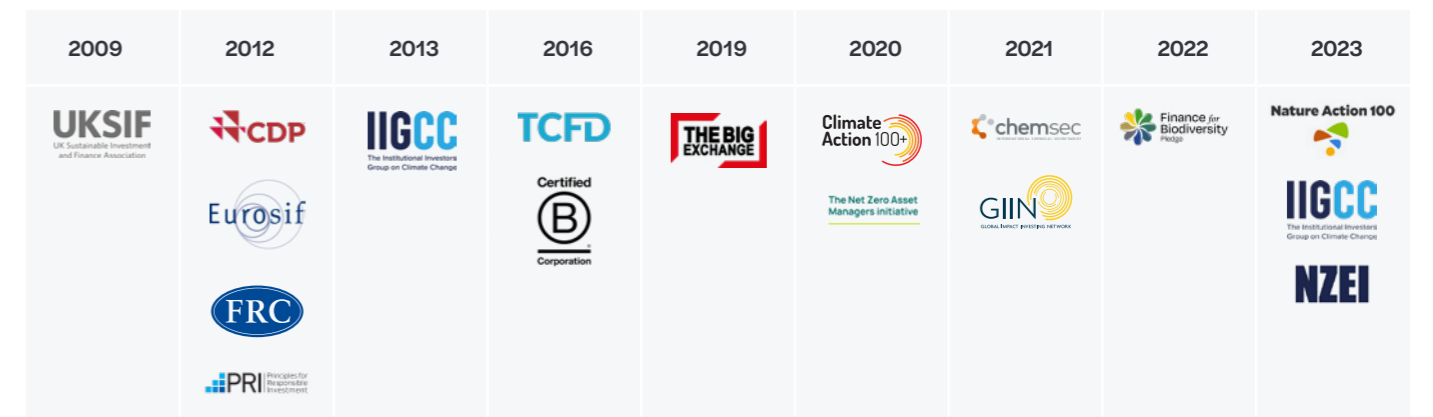 2009 2012 2013 2016 2019 2020 2021 2022 2023
UKSIF
UK Sustainable Investment
and Finance Association
CDP
Eurosif
FRC
PRI
Principles for
Responsible
Investment
IIGCC
The Institutional Investors
Group on Climate Change
TCFD
Certified
B
Corporation
THE BIG
EXCHANGE
Climate
Action 100+
The Net Zero Asset
Managers initiative
chemsec
GIIN
GLOBAL IMPACT INVESTING NETWORK
Finance for
Biodiversity
Pledge
Nature Action 100
IIGCC
The Institutional Investors
Group on Climate Change
NZEI